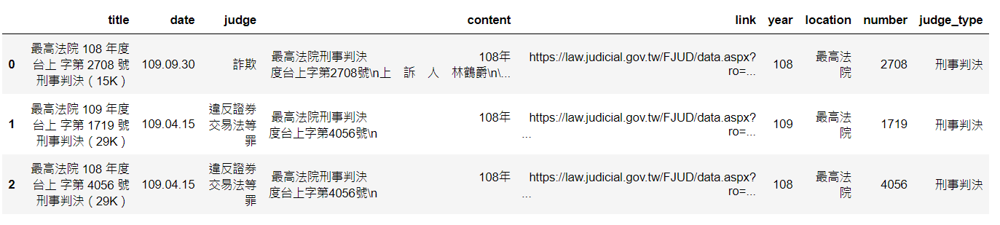 title date judge content link year location number judge_type
最高法院 108 年度
最高法院刑事判決 108年 https://law.judicial.gov.tw/FJUD/data.aspx? 最高法
0 台上 字第 2708 號 109.09.30 詐欺 108 2708 刑事判決
度台上字第2708號\n上 訴 人 林鶴爵\n\... ro=... 院
刑事判決（15K）
最高法院 109 年度 違反證券
最高法院刑事判決 108年 https://law.judicial.gov.tw/FJUD/data.aspx? 最高法
1 台上 字第 1719 號 109.04.15 交易法等 109 1719 刑事判決
度台上字第4056號\n ... ro=... 院
刑事判決（29K） 罪
最高法院 108 年度 違反證券
最高法院刑事判決 108年 https://law.judicial.gov.tw/FJUD/data.aspx? 最高法
2 台上 字第 4056 號 109.04.15 交易法等 108 4056 刑事判決
度台上字第4056號\n ... ro=... 院
刑事判決（29K） 罪